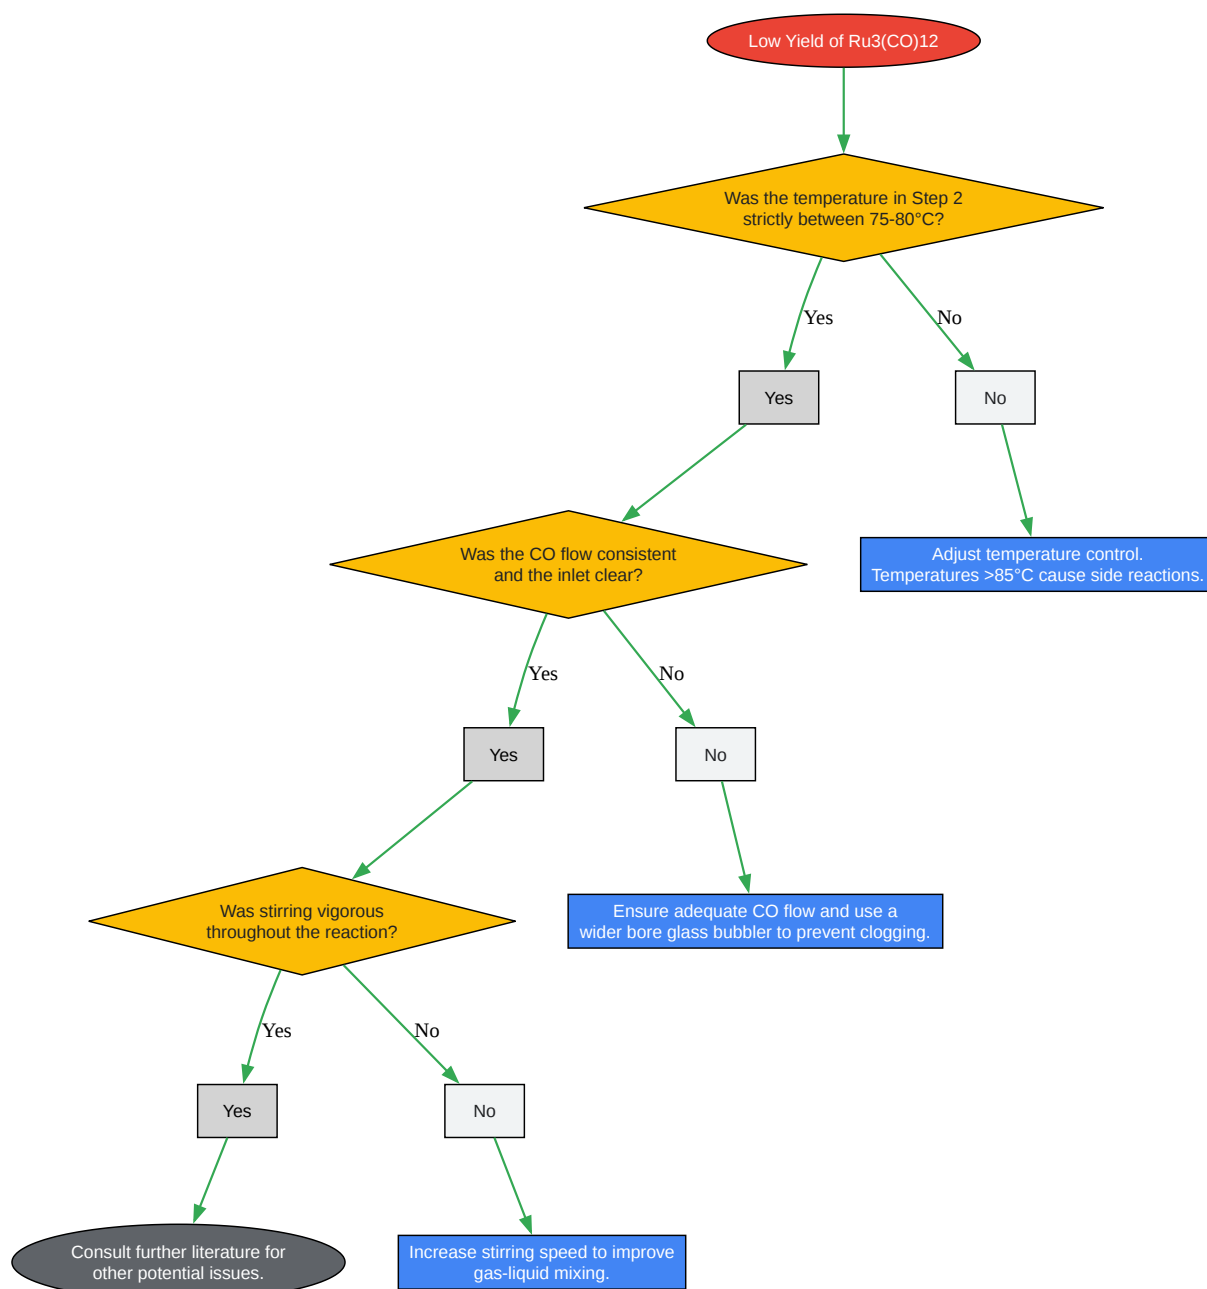 Low Yield of Ru3(CO)12
Was the temperature in Step 2
strictly between 75-80°C?
Yes
No
Yes
No
Was the CO flow consistent
and the inlet clear?
Adjust temperature control.
Temperatures >85°C cause side reactions.
Yes
No
Yes
No
Was stirring vigorous
throughout the reaction?
Ensure adequate CO flow and use a
wider bore glass bubbler to prevent clogging.
Yes
No
Yes
No
Consult further literature for
other potential issues.
Increase stirring speed to improve
gas-liquid mixing.